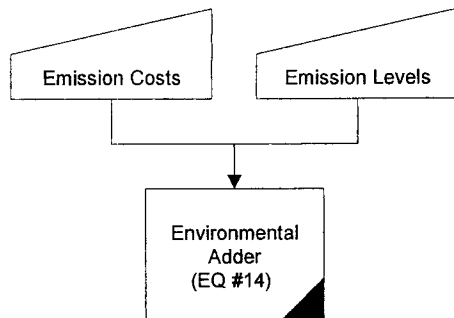 Emission Costs
Emission Levels
Environmental
Adder
(EQ #14)